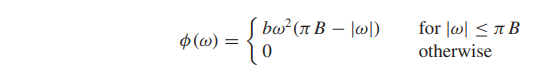 ϕ(ω) = { bω²(πB − |ω|) for |ω| ≤ πB
0 otherwise